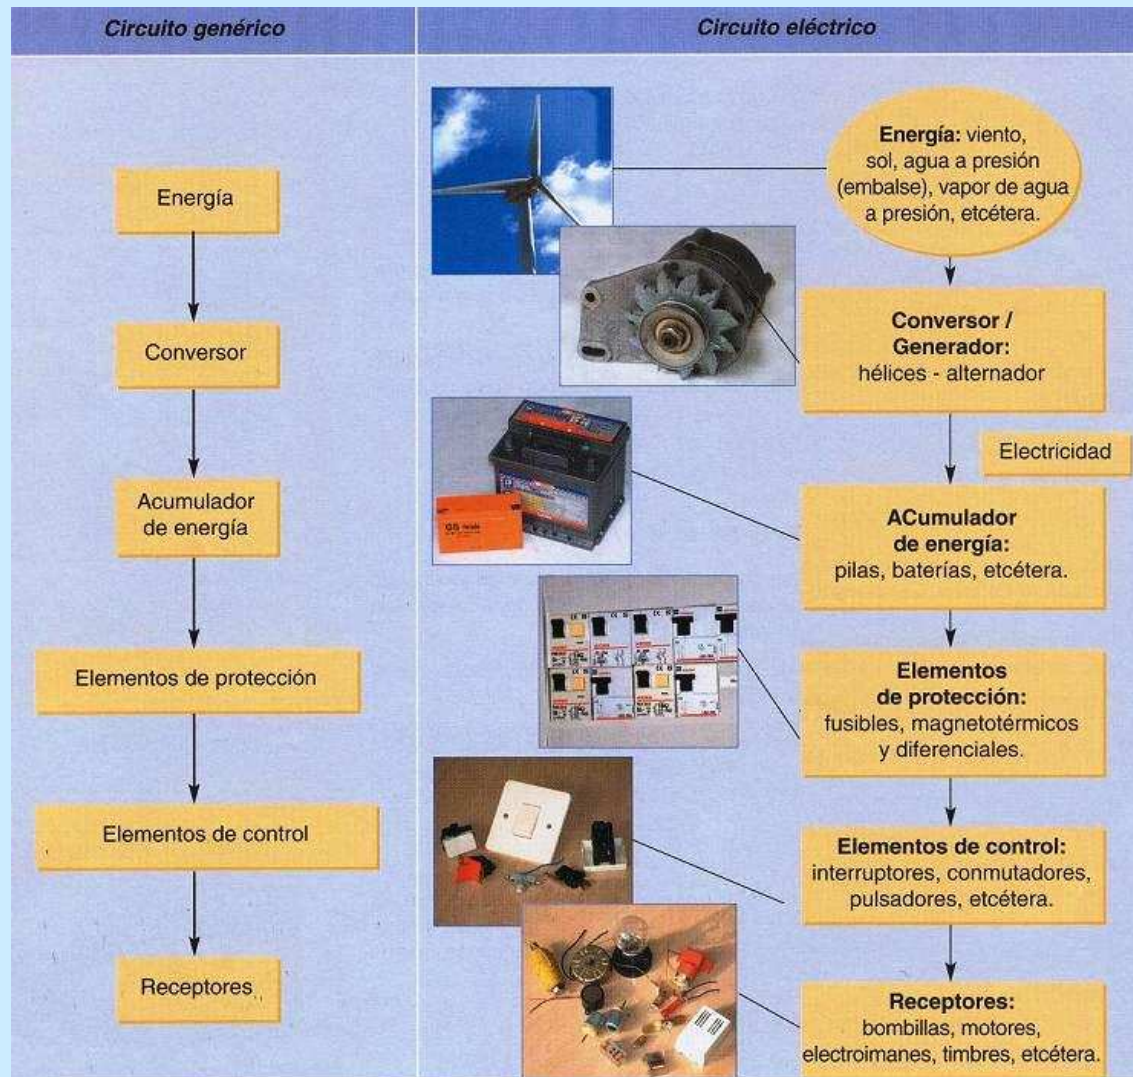 Circuito genérico
Energía
Conversor
Acumulador
de energía
Elementos de protección
Elementos de control
Receptores
Circuito eléctrico
Energía: viento,
sol, agua a presión
(embalse), vapor de agua
a presión, etcétera.
Conversor /
Generador:
hélices - alternador
Electricidad
ACumulador
de energía:
pilas, baterías, etcétera.
Elementos
de protección:
fusibles, magnetotérmicos
y diferenciales.
Elementos de control:
interruptores, conmutadores,
pulsadores, etcétera.
Receptores:
bombillas, motores,
electroimanes, timbres, etcétera.